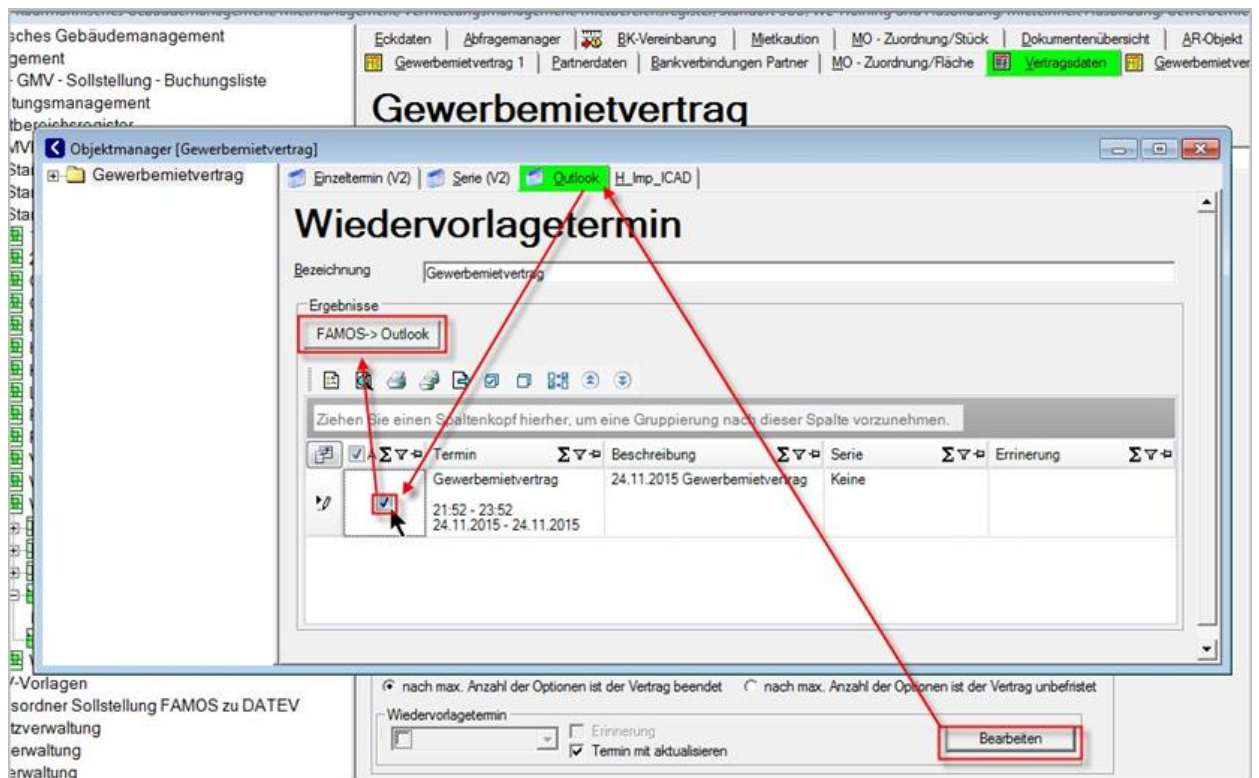 sches Gebäudemanagement
gement
- GMV - Sollstellung - Buchungsliste
tungsmanagement
Eckdaten | Abfragemanager | BK-Vereinbarung | Mietkaution | MO - Zuordnung/Stück | Dokumentenübersicht | AR-Objekt
Gewerbemietvertrag 1 | Partnerdaten | Bankverbindungen Partner | MO - Zuordnung/Fläche | Vertragsdaten | Gewerbemietver
Gewerbemietvertrag
Objektmanager [Gewerbemietvertrag]
Gewerbemietvertrag
Einzeltermin (V2) | Serie (V2) | Outlook | H_Imp_ICAD
Wiedervorlagetermin
Bezeichnung Gewerbemietvertrag
Ergebnisse
FAMOS-> Outlook
Ziehen Sie einen Spaltenkopf hierher, um eine Gruppierung nach dieser Spalte vorzunehmen.
A Termin Beschreibung Serie Errinerung
Gewerbemietvertrag 24.11.2015 Gewerbemietvertrag Keine
21:52 - 23:52
24.11.2015 - 24.11.2015
-Vorlagen
sordner Sollstellung FAMOS zu DATEV
tzverwaltung
erwaltung
erwaltung
nach max. Anzahl der Optionen ist der Vertrag beendet nach max. Anzahl der Optionen ist der Vertrag unbefristet
Wiedervorlagetermin
Erinnerung
Termin mit aktualisieren
Bearbeiten